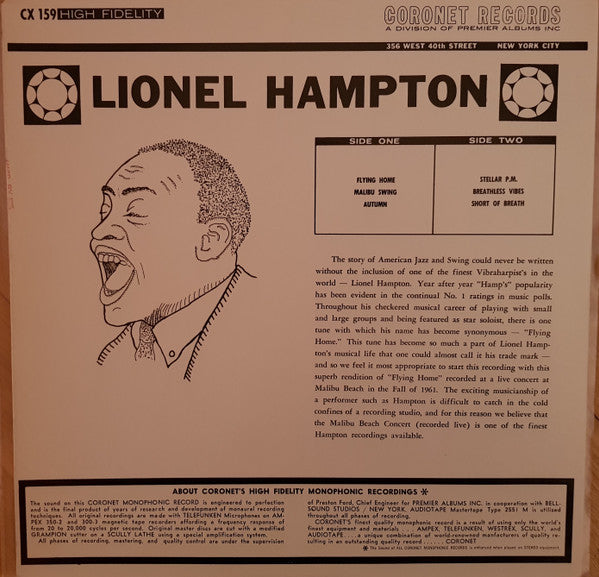 CX 159 HIGH FIDELITY
CORONET RECORDS
A DIVISION OF PREMIER ALBUMS INC
356 WEST 40th STREET NEW YORK CITY
LIONEL HAMPTON
SIDE ONE
FLYING HOME
MALIBU SWING
AUTUMN
SIDE TWO
STELLAR P.M.
BREATHLESS VIBES
SHORT OF BREATH
The story of American Jazz and Swing could never be written
without the inclusion of one of the finest Vibraharpist's in the
world — Lionel Hampton. Year after year "Hamp's" popularity
has been evident in the continual No. 1 ratings in music polls.
Throughout his checkered musical career of playing with small
and large groups and being featured as star soloist, there is one
tune with which his name has become synonymous — "Flying
Home." This tune has become so much a part of Lionel Hamp-
ton's musical life that one could almost call it his trade mark —
and so we feel it most appropriate to start this recording with this
superb rendition of "Flying Home" recorded at a live concert at
Malibu Beach in the Fall of 1961. The exciting musicianship of
a performer such as Hampton is difficult to catch in the cold
confines of a recording studio, and for this reason we believe that
the Malibu Beach Concert (recorded live) is one of the finest
Hampton recordings available.
ABOUT CORONET'S HIGH FIDELITY MONOPHONIC RECORDINGS *
The sound on this CORONET MONOPHONIC RECORD is engineered to perfection
and is the final product of years of research and development of monaural recording
techniques. All original recordings are made with TELEFUNKEN Microphones on AM-
PEX 350-2 and 300-3 magnetic tape recorders affording a frequency response of
from 20 to 20,000 cycles per second. Original master discs are cut with a modified
GRAMPION cutter on a SCULLY LATHE using a special amplification system.
All phases of recording, mastering, and quality control are under the supervision
of Preston Ford, Chief Engineer for PREMIER ALBUMS INC. in cooperation with BELL-
SOUND STUDIOS / NEW YORK. AUDIOTAPE Mastertape Type 2551 M is utilized
throughout all phases of recording.
CORONET'S finest quality monophonic record is a result of using only the world's
finest equipment and materials . . . AMPEX, TELEFUNKEN, WESTREX, SCULLY, and
AUDIOTAPE . . . . a unique combination of world-renowned manufacturers of quality re-
sulting in an outstanding quality record . . . . . . CORONET
* The Sound of ALL CORONET MONOPHONIC RECORDS is enhanced when played on STEREO equipment.